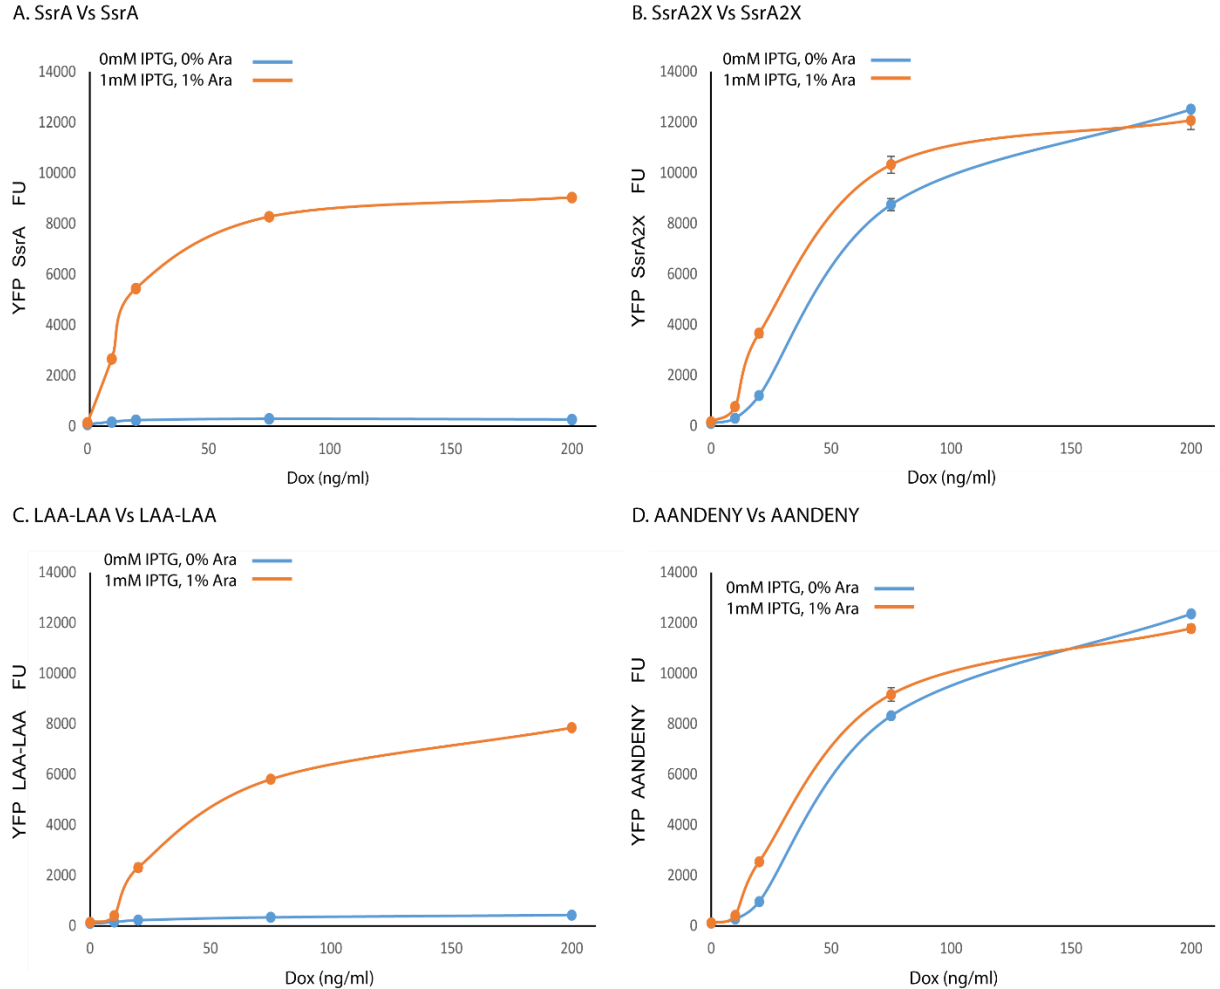 A. SsrA Vs SsrA
0mM IPTG, 0% Ara
1mM IPTG, 1% Ara
14000
12000
10000
8000
6000
4000
2000
0
YFP SsrA FU
0 50 100 150 200
Dox (ng/ml)
B. SsrA2X Vs SsrA2X
0mM IPTG, 0% Ara
1mM IPTG, 1% Ara
14000
12000
10000
8000
6000
4000
2000
0
YFP SsrA2X FU
0 50 100 150 200
Dox (ng/ml)
C. LAA-LAA Vs LAA-LAA
0mM IPTG, 0% Ara
1mM IPTG, 1% Ara
14000
12000
10000
8000
6000
4000
2000
0
YFP LAA-LAA FU
0 50 100 150 200
Dox (ng/ml)
D. AANDENY Vs AANDENY
0mM IPTG, 0% Ara
1mM IPTG, 1% Ara
14000
12000
10000
8000
6000
4000
2000
0
YFP AANDENY FU
0 50 100 150 200
Dox (ng/ml)